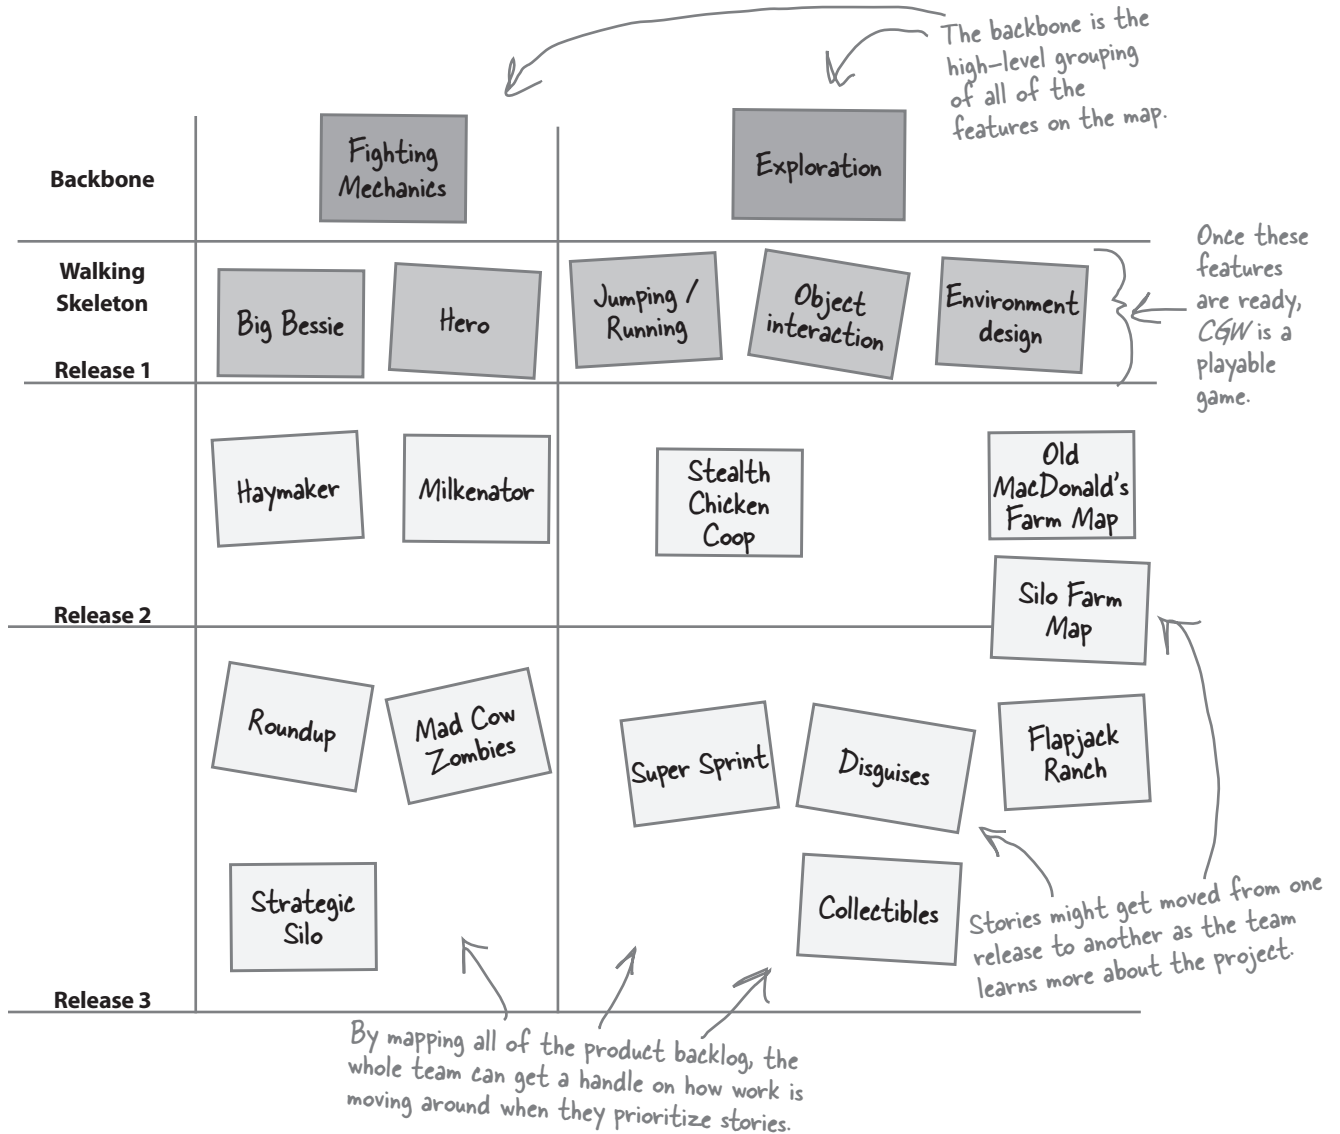 The backbone is the
high-level grouping
of all of the
features on the map.
Backbone
Fighting
Mechanics
Exploration
Walking
Skeleton
Release 1
Big Bessie
Hero
Jumping /
Running
Object
interaction
Environment
design
Once these
features
are ready,
CGW is a
playable
game.
Haymaker
Milkenator
Stealth
Chicken
Coop
Old
MacDonald's
Farm Map
Silo Farm
Map
Release 2
Roundup
Mad Cow
Zombies
Super Sprint
Disguises
Flapjack
Ranch
Strategic
Silo
Collectibles
Stories might get moved from one
release to another as the team
learns more about the project.
Release 3
By mapping all of the product backlog, the
whole team can get a handle on how work is
moving around when they prioritize stories.